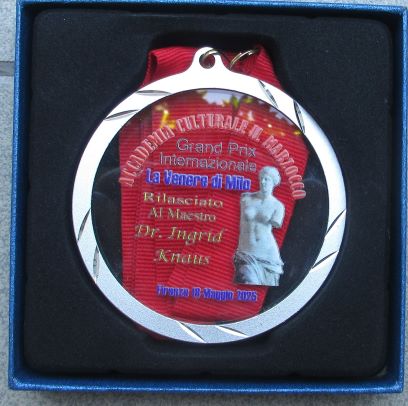 ACCADEMIA CULTURALE IL MARZOCCO
Grand Prix
Internazionale
La Venere di Milo
Rilasciato
Al Maestro
Dr. Ingrid
Knaus
Firenze 18 Maggio 2025